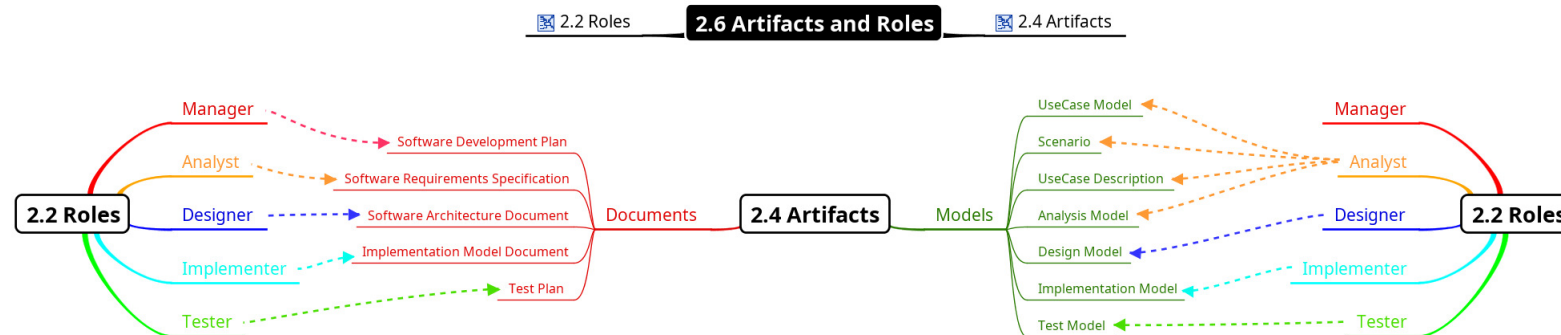 2.2 Roles
2.6 Artifacts and Roles
2.4 Artifacts
Manager
Analyst
2.2 Roles
Designer
Implementer
Tester
Software Development Plan
Software Requirements Specification
Software Architecture Document
Implementation Model Document
Test Plan
Documents
2.4 Artifacts
Models
UseCase Model
Scenario
UseCase Description
Analysis Model
Design Model
Implementation Model
Test Model
Manager
Analyst
Designer
Implementer
Tester
2.2 Roles